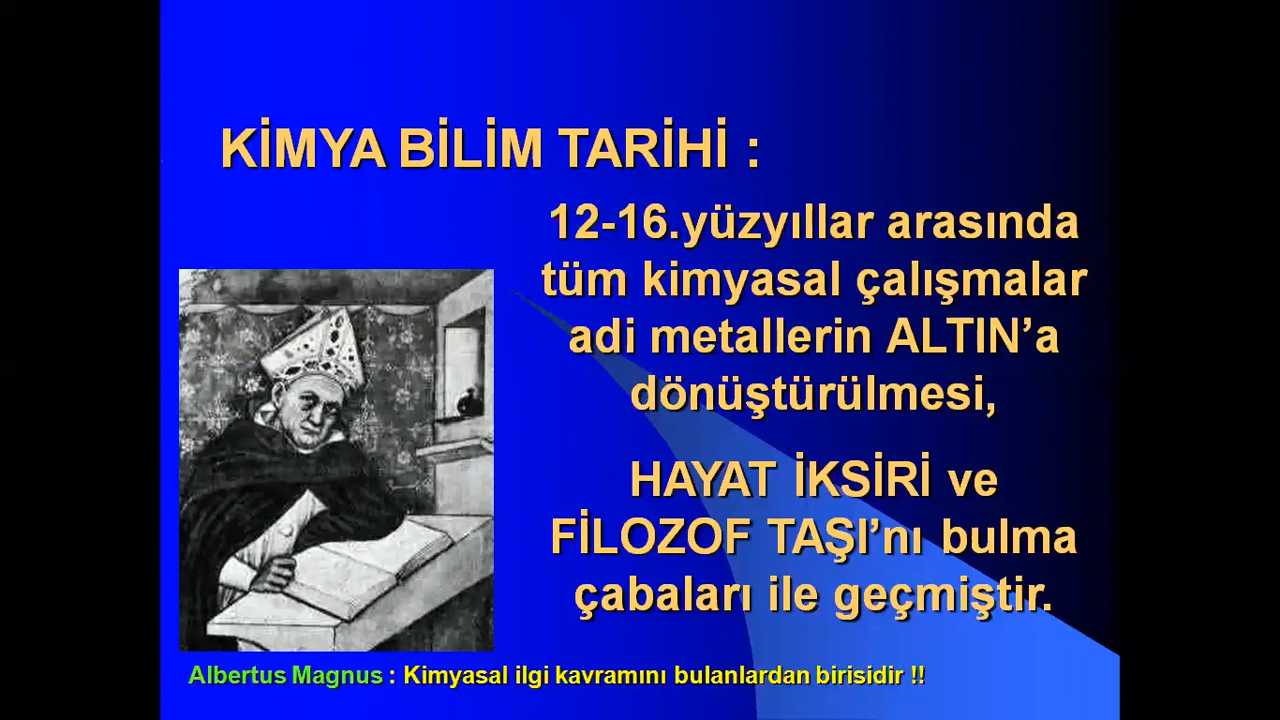 KİMYA BİLİM TARİHİ :
12-16.yüzyıllar arasında
tüm kimyasal çalışmalar
adi metallerin ALTIN’a
dönüştürülmesi,
HAYAT İKSİRİ ve
FİLOZOF TAŞI’nı bulma
çabaları ile geçmiştir.
Albertus Magnus : Kimyasal ilgi kavramını bulanlardan birisidir !!